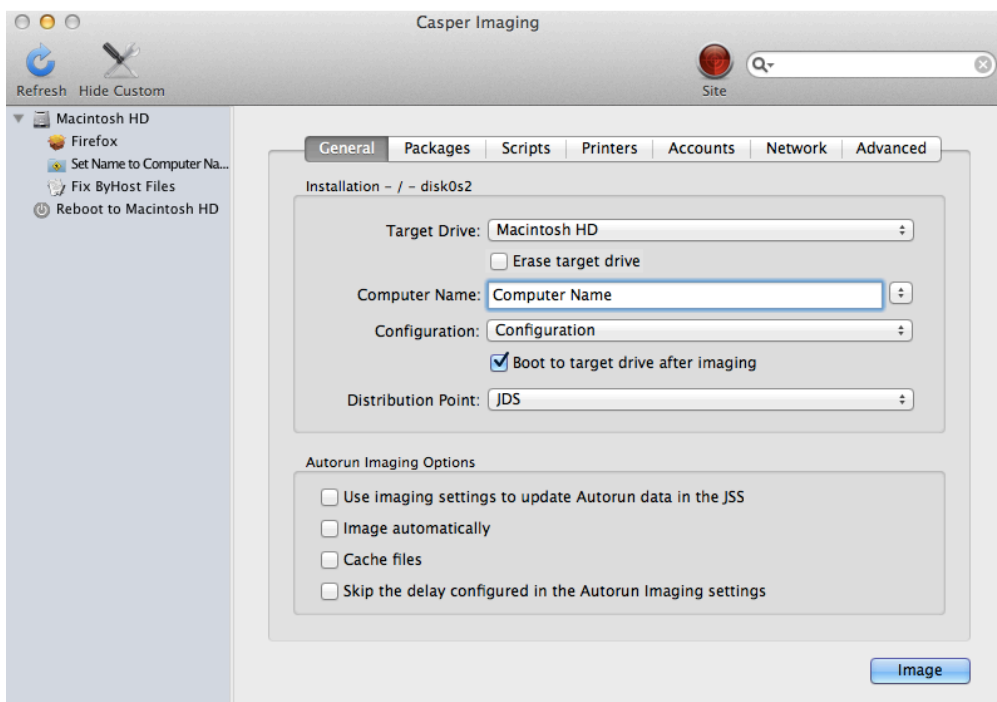 Casper Imaging
Refresh Hide Custom
Site
Macintosh HD
Firefox
Set Name to Computer Na...
Fix ByHost Files
Reboot to Macintosh HD
General Packages Scripts Printers Accounts Network Advanced
Installation - / - disk0s2
Target Drive: Macintosh HD
Erase target drive
Computer Name: Computer Name
Configuration: Configuration
Boot to target drive after imaging
Distribution Point: JDS
Autorun Imaging Options
Use imaging settings to update Autorun data in the JSS
Image automatically
Cache files
Skip the delay configured in the Autorun Imaging settings
Image